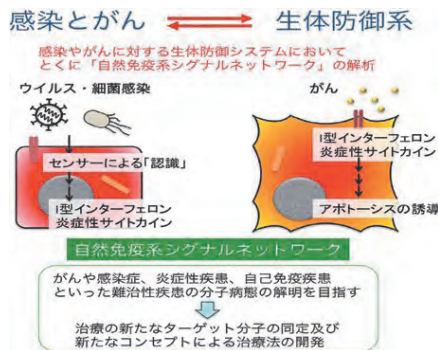 感染とがん
生体防御系
感染やがんに対する生体防御システムにおいて
とくに「自然免疫系シグナルネットワーク」の解析
ウイルス・細菌感染
がん
センサーによる「認識」
I型インターフェロン
炎症性サイトカイン
I型インターフェロン
炎症性サイトカイン
アポトーシスの誘導
自然免疫系シグナルネットワーク
がんや感染症、炎症性疾患、自己免疫疾患
といった難治性疾患の分子病態の解明を目指す
治療の新たなターゲット分子の同定及び
新たなコンセプトによる治療法の開発